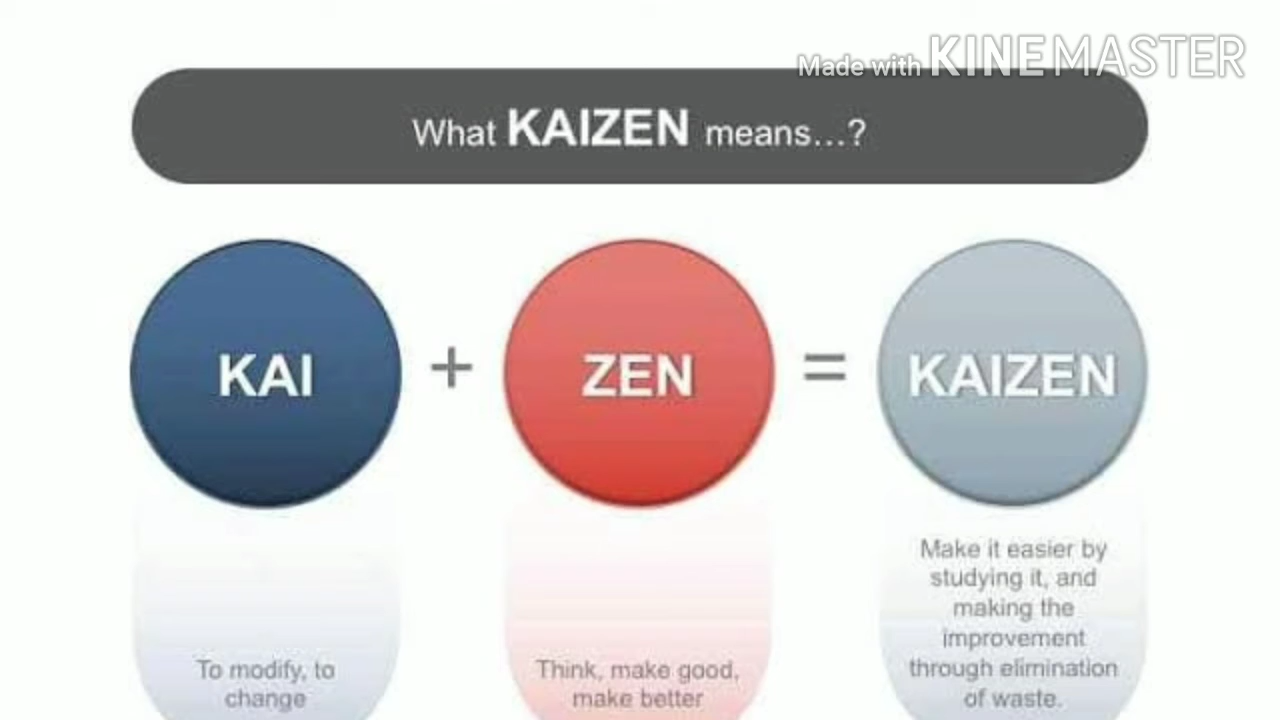 Made with KINEMASTER
What KAIZEN means...?
KAI + ZEN = KAIZEN
To modify, to
change
Think, make good,
make better
Make it easier by
studying it, and
making the
improvement
through elimination
of waste.